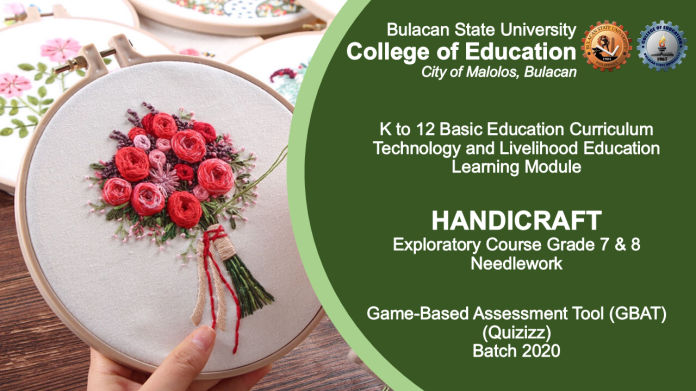 Bulacan State University
College of Education
City of Malolos, Bulacan
K to 12 Basic Education Curriculum
Technology and Livelihood Education
Learning Module
HANDICRAFT
Exploratory Course Grade 7 & 8
Needlework
Game-Based Assessment Tool (GBAT)
(Quizizz)
Batch 2020